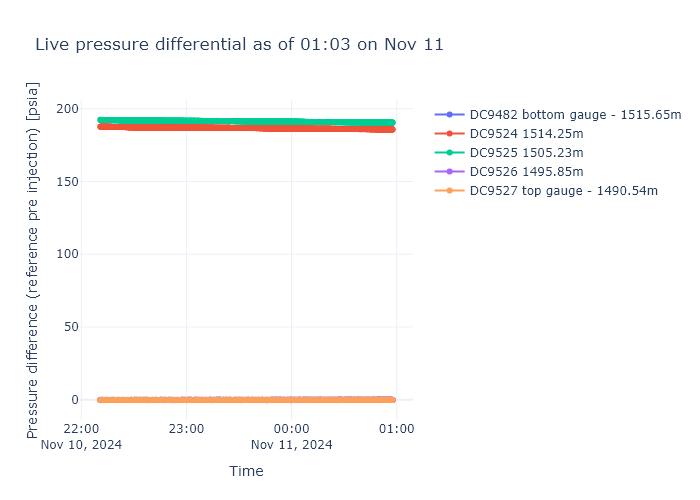 Live pressure differential as of 01:03 on Nov 11
Pressure difference (reference pre injection) [psia]
200
150
100
50
0
22:00
Nov 10, 2024
23:00
00:00
Nov 11, 2024
01:00
Time
DC9482 bottom gauge - 1515.65m
DC9524 1514.25m
DC9525 1505.23m
DC9526 1495.85m
DC9527 top gauge - 1490.54m